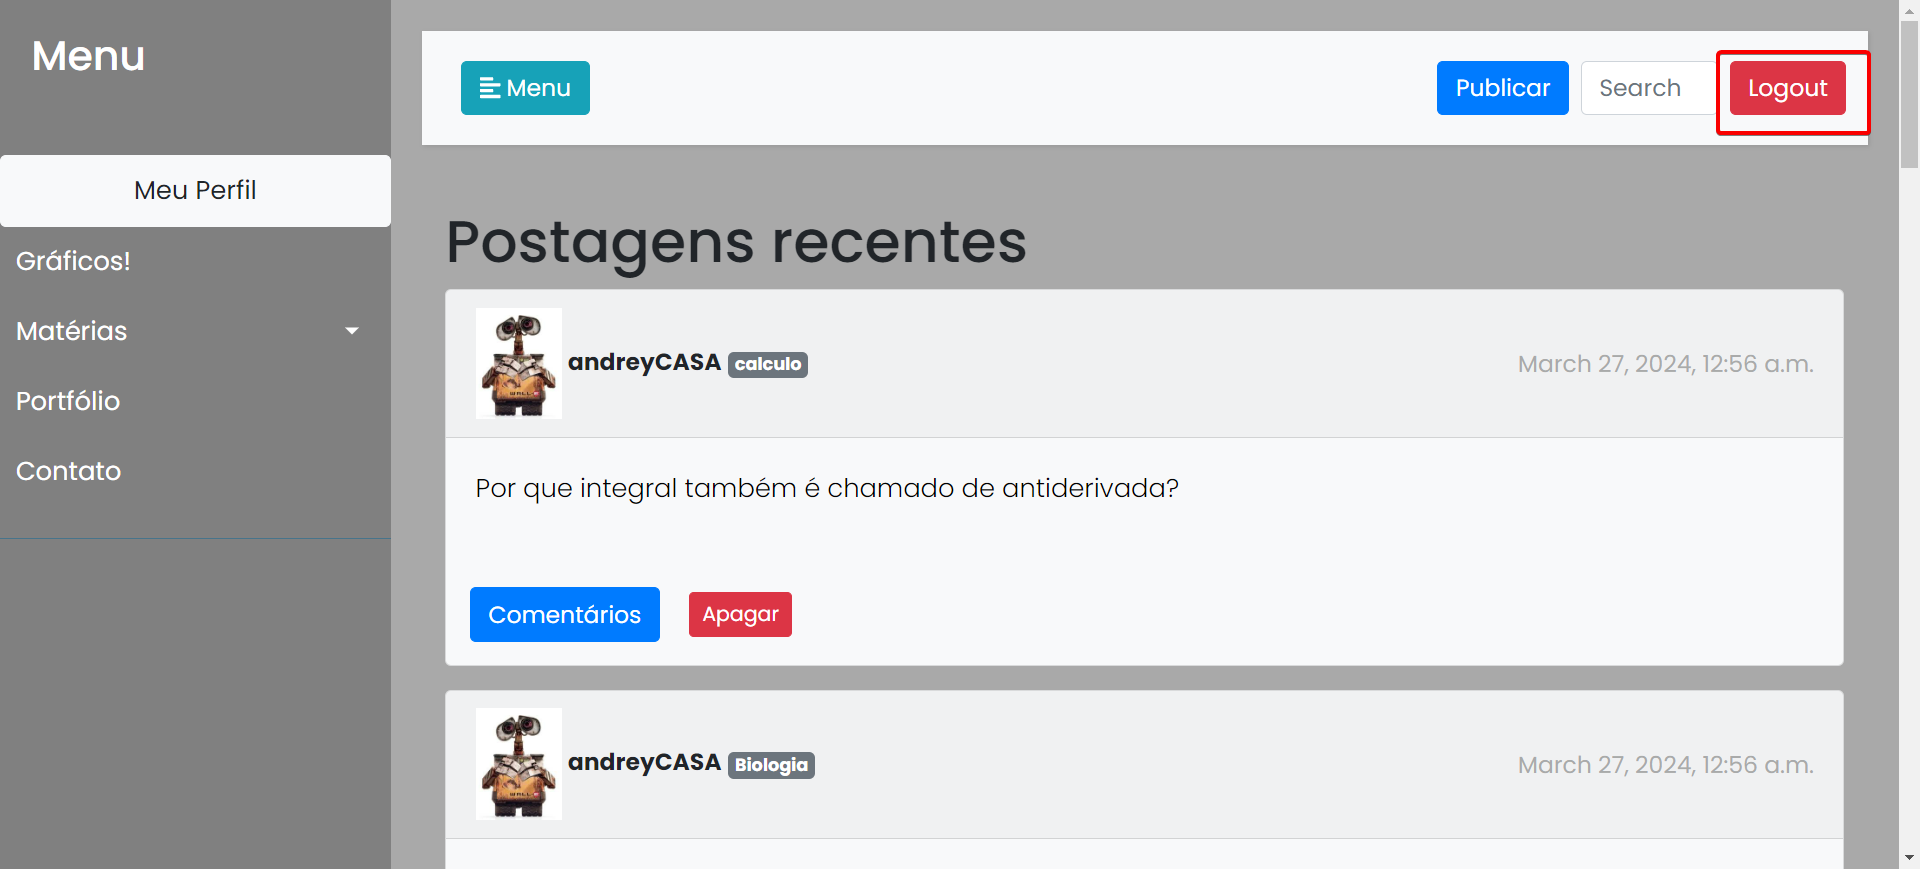 Menu
Meu Perfil
Gráficos!
Matérias
Portfólio
Contato
Menu
Publicar
Search
Logout
Postagens recentes
andreyCASA calculo
March 27, 2024, 12:56 a.m.
Por que integral também é chamado de antiderivada?
Comentários
Apagar
andreyCASA Biologia
March 27, 2024, 12:56 a.m.